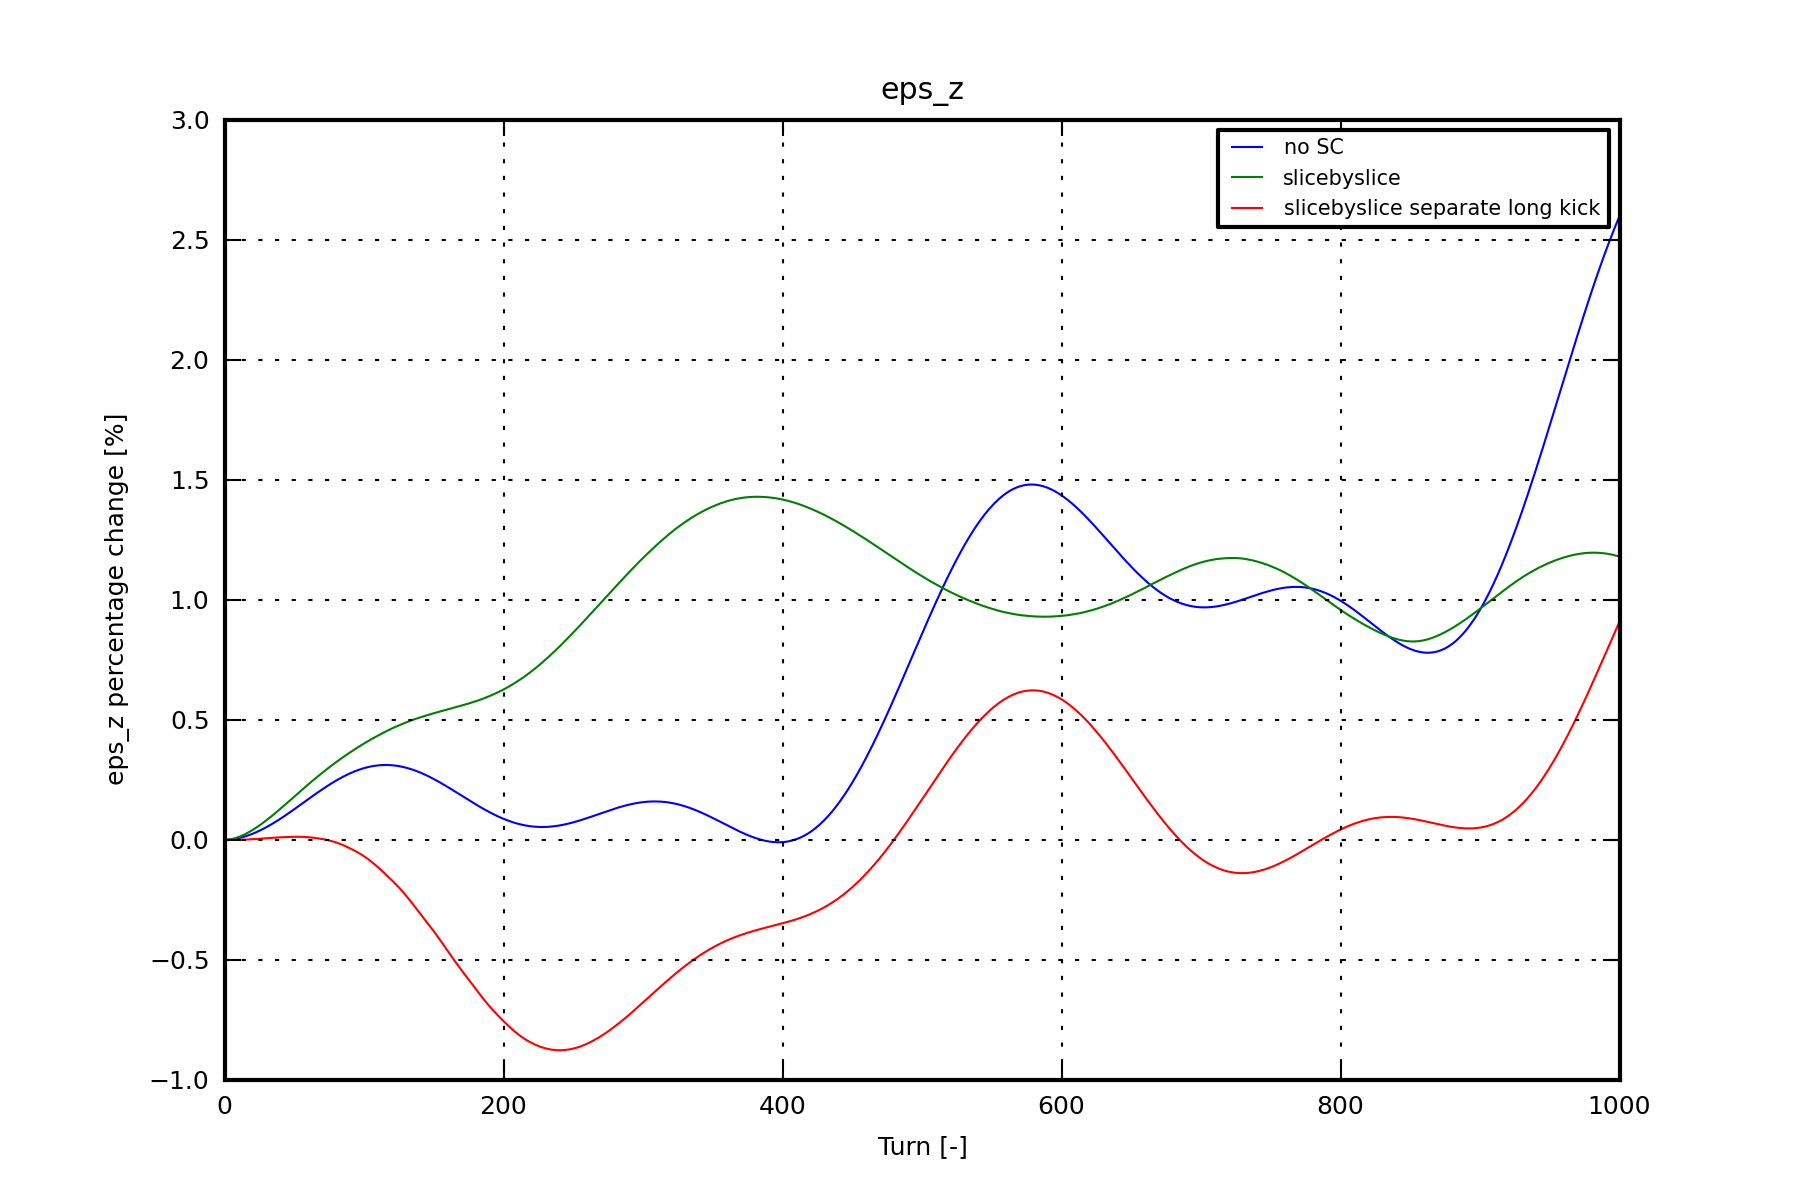 eps_z
3.0
2.5
2.0
1.5
1.0
0.5
0.0
−0.5
−1.0
eps_z percentage change [%]
no SC
slicebyslice
slicebyslice separate long kick
0 200 400 600 800 1000
Turn [-]